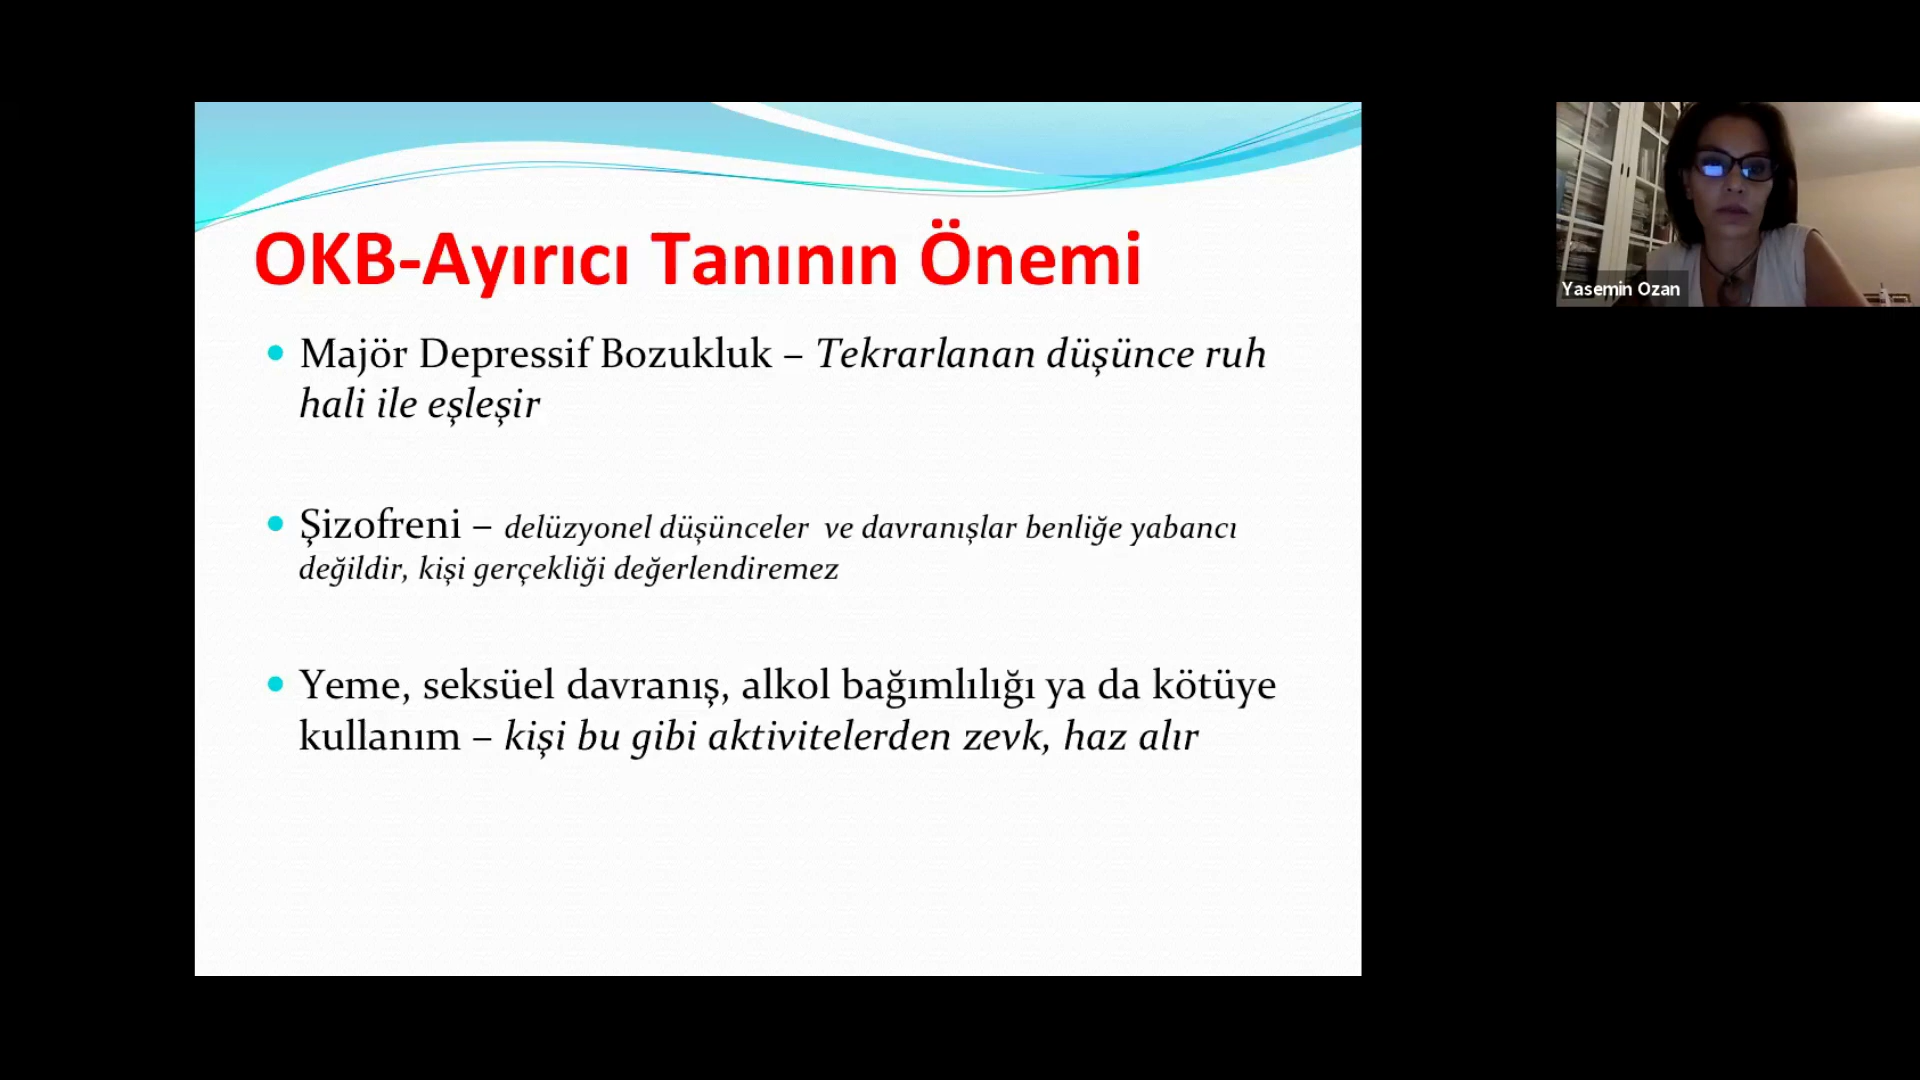 OKB-Ayırıcı Tanının Önemi
• Majör Depressif Bozukluk – Tekrarlanan düşünce ruh
hali ile eşleşir
• Şizofreni – delüzyonel düşünceler ve davranışlar benliğe yabancı
değildir, kişi gerçekliği değerlendiremez
• Yeme, seksüel davranış, alkol bağımlılığı ya da kötüye
kullanım – kişi bu gibi aktivitelerden zevk, haz alır
Yasemin Ozan